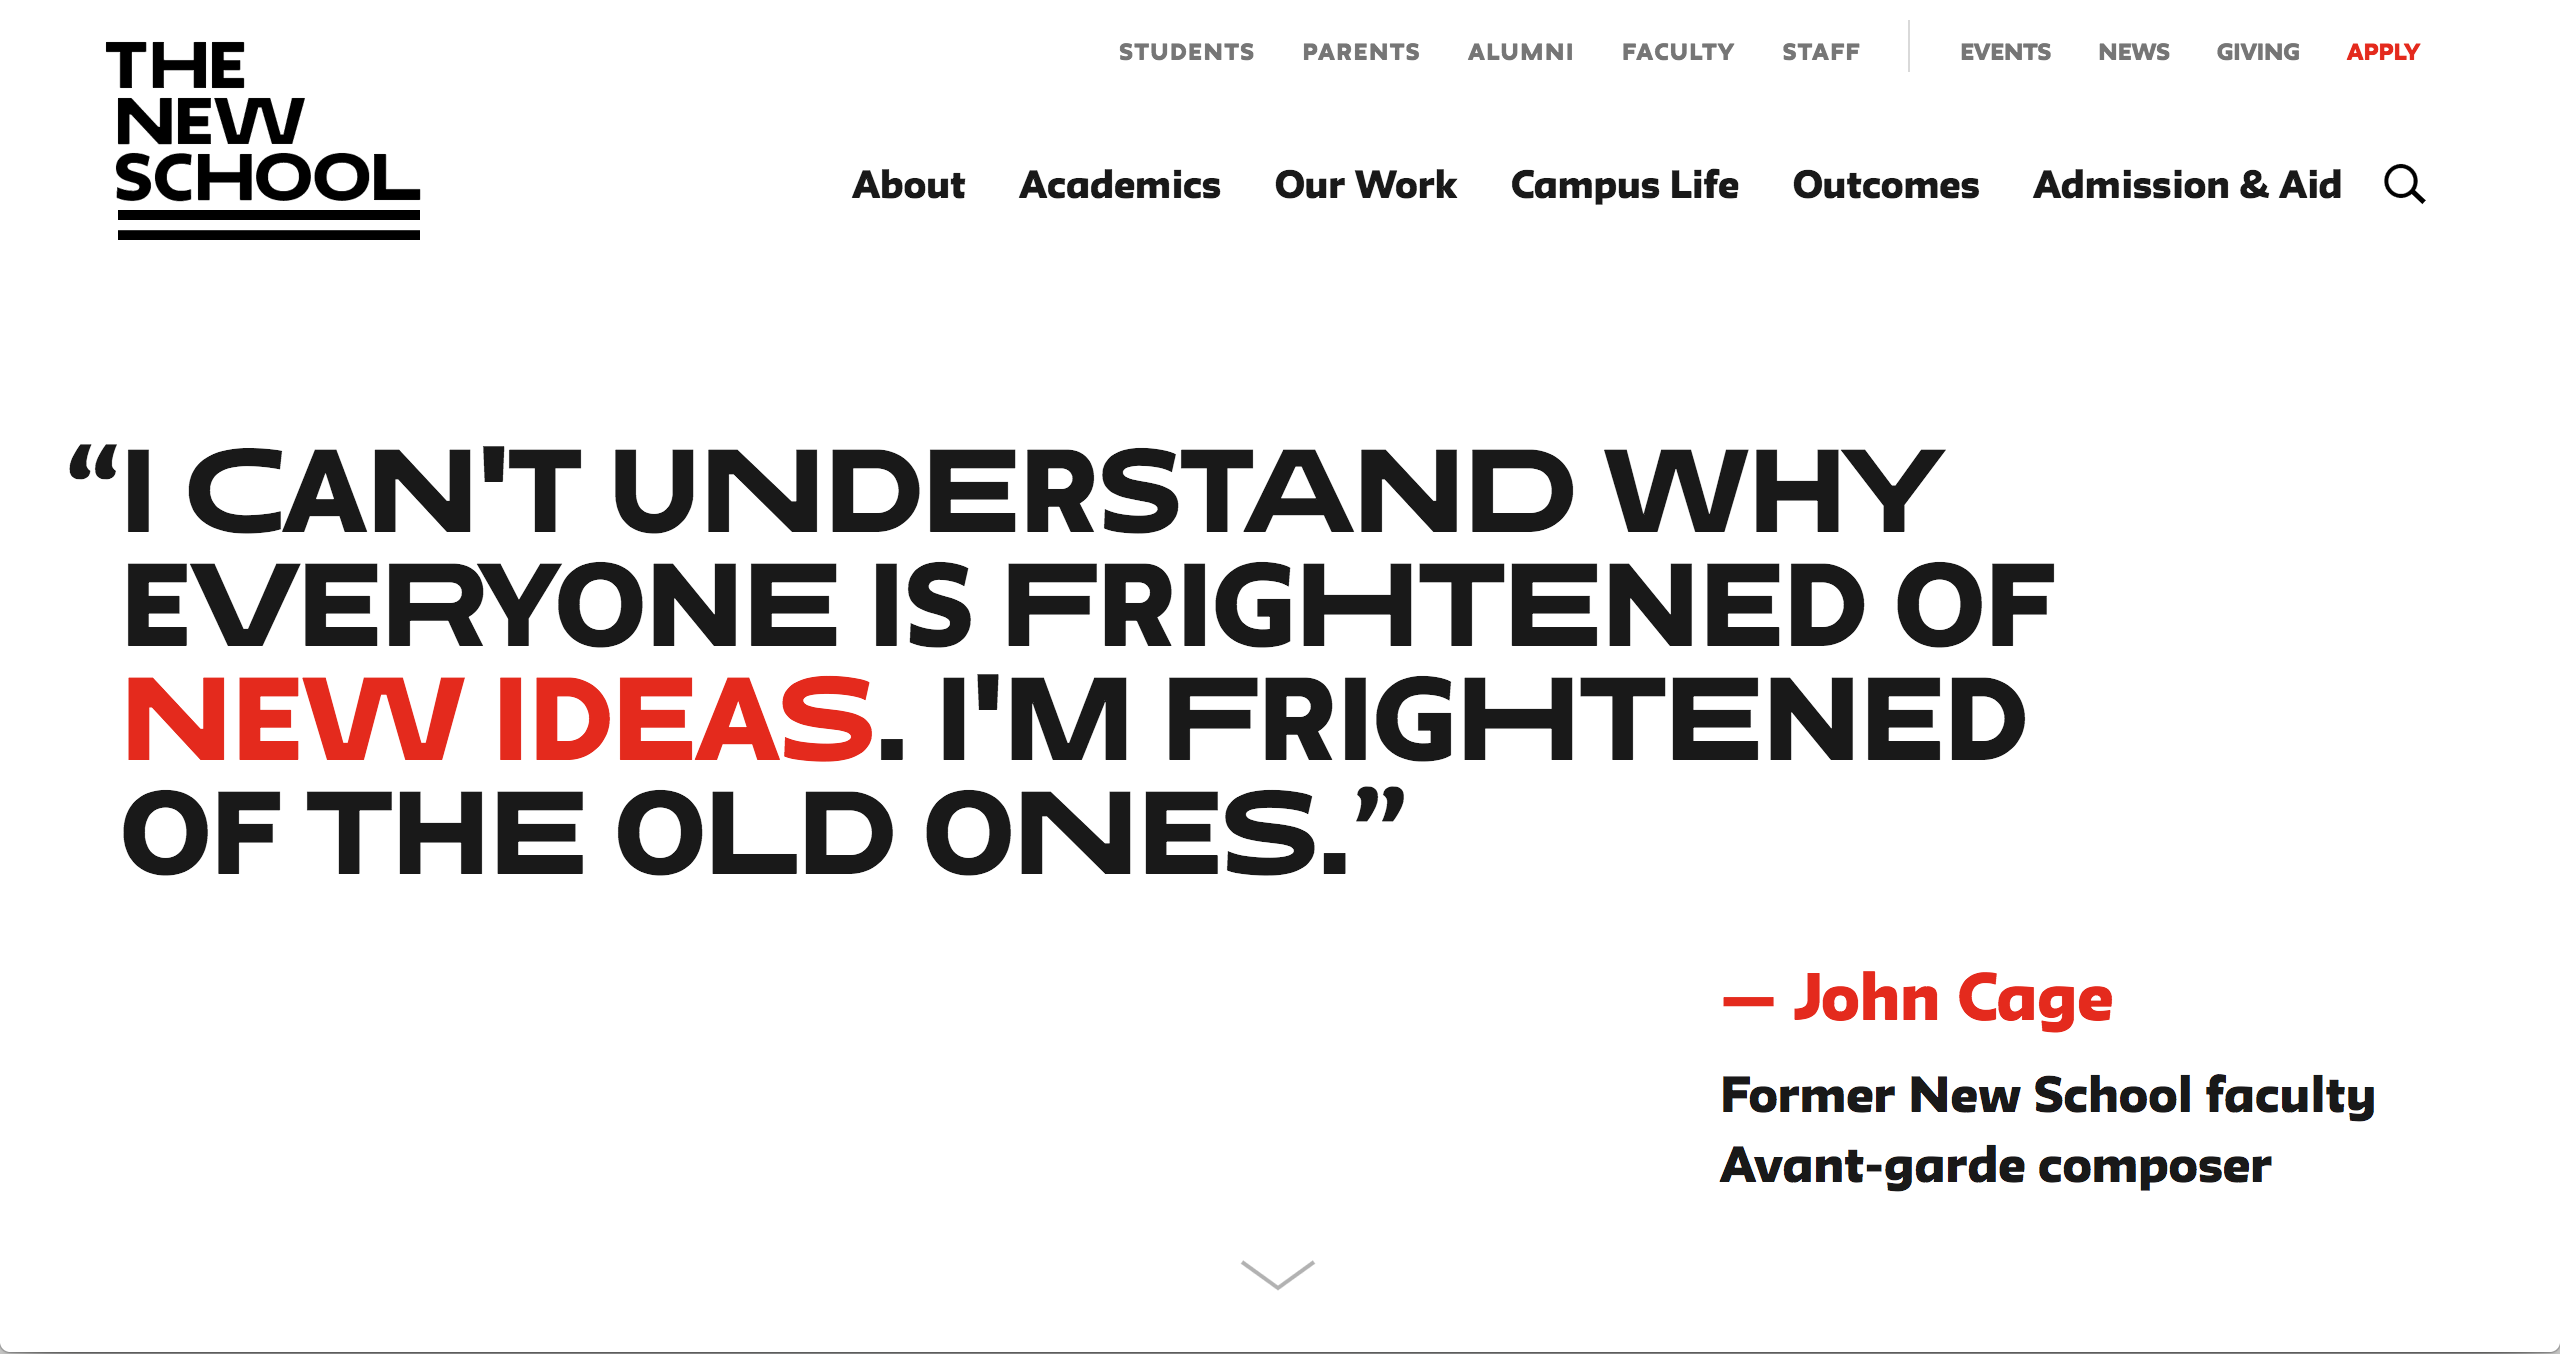 THE
NEW
SCHOOL
STUDENTS PARENTS ALUMNI FACULTY STAFF EVENTS NEWS GIVING APPLY
About Academics Our Work Campus Life Outcomes Admission & Aid
“I CAN'T UNDERSTAND WHY
EVERYONE IS FRIGHTENED OF
NEW IDEAS. I'M FRIGHTENED
OF THE OLD ONES.”
— John Cage
Former New School faculty
Avant-garde composer